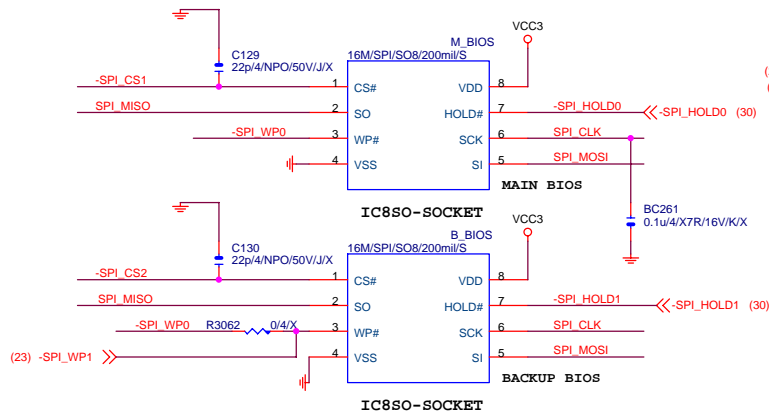 VCC3
C129
22p/4/NPO/50V/J/X
M_BIOS
16M/SPI/SO8/200mil/S
-SPI_CS1 1 CS# VDD 8
SPI_MISO 2 SO HOLD# 7 -SPI_HOLD0 -SPI_HOLD0 (30)
-SPI_WP0 3 WP# SCK 6 SPI_CLK
4 VSS SI 5 SPI_MOSI
MAIN BIOS
IC8SO-SOCKET
BC261
0.1u/4/X7R/16V/K/X
VCC3
C130
22p/4/NPO/50V/J/X
B_BIOS
16M/SPI/SO8/200mil/S
-SPI_CS2 1 CS# VDD 8
SPI_MISO 2 SO HOLD# 7 -SPI_HOLD1 -SPI_HOLD1 (30)
-SPI_WP0 R3062 0/4/X 3 WP# SCK 6 SPI_CLK
(23) -SPI_WP1 4 VSS SI 5 SPI_MOSI
BACKUP BIOS
IC8SO-SOCKET